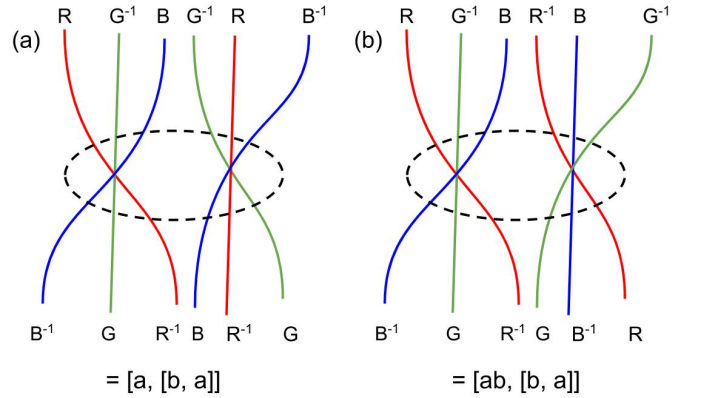 R G⁻¹ B G⁻¹ R B⁻¹
(a)
B⁻¹ G R⁻¹ B R⁻¹ G
= [a, [b, a]]
R G⁻¹ B R⁻¹ B G⁻¹
(b)
B⁻¹ G R⁻¹ G B⁻¹ R
= [ab, [b, a]]